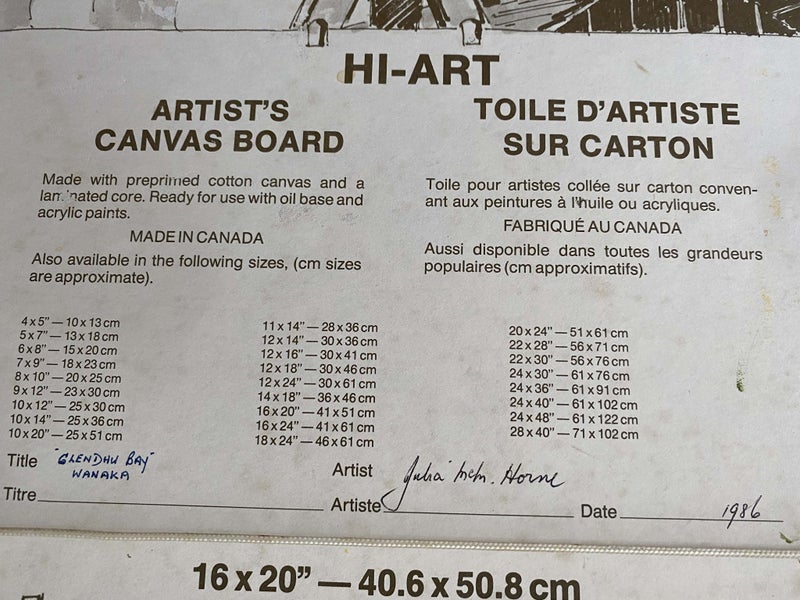 HI-ART
ARTIST'S
CANVAS BOARD
Made with preprimed cotton canvas and a
laminated core. Ready for use with oil base and
acrylic paints.
MADE IN CANADA
Also available in the following sizes, (cm sizes
are approximate).
TOILE D'ARTISTE
SUR CARTON
Toile pour artistes collée sur carton conven-
ant aux peintures à l'huile ou acryliques.
FABRIQUÉ AU CANADA
Aussi disponible dans toutes les grandeurs
populaires (cm approximatifs).
4 x 5" — 10 x 13 cm
5 x 7" — 13 x 18 cm
6 x 8" — 15 x 20 cm
7 x 9" — 18 x 23 cm
8 x 10" — 20 x 25 cm
9 x 12" — 23 x 30 cm
10 x 12" — 25 x 30 cm
10 x 14" — 25 x 36 cm
10 x 20" — 25 x 51 cm
11 x 14" — 28 x 36 cm
12 x 14" — 30 x 36 cm
12 x 16" — 30 x 41 cm
12 x 18" — 30 x 46 cm
12 x 24" — 30 x 61 cm
14 x 18" — 36 x 46 cm
16 x 20" — 41 x 51 cm
16 x 24" — 41 x 61 cm
18 x 24" — 46 x 61 cm
20 x 24" — 51 x 61 cm
22 x 28" — 56 x 71 cm
22 x 30" — 56 x 76 cm
24 x 30" — 61 x 76 cm
24 x 36" — 61 x 91 cm
24 x 40" — 61 x 102 cm
24 x 48" — 61 x 122 cm
28 x 40" — 71 x 102 cm
Title "GLENDHU BAY"
WANAKA
Titre
Artist Julia Horne
Artiste
Date 1986
16 x 20" — 40.6 x 50.8 cm